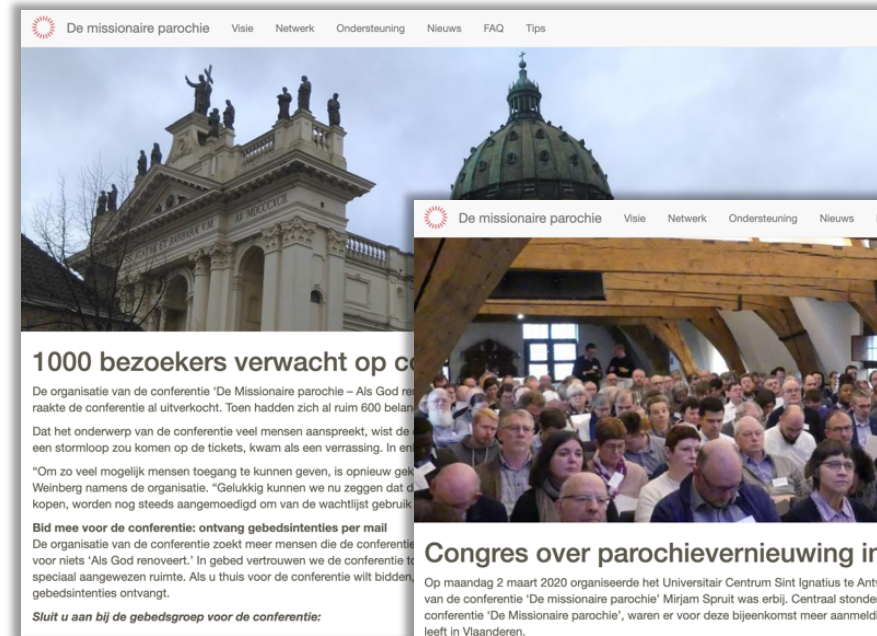 De missionaire parochie Visie Netwerk Ondersteuning Nieuws FAQ Tips
AN MDCCCXCII
1000 bezoekers verwacht op
De organisatie van de conferentie ‘De Missionaire parochie – Als God
raakte de conferentie al uitverkocht. Toen hadden zich al ruim 600
Dat het onderwerp van de conferentie veel mensen aanspreekt, wist de
een stormloop zou komen op de tickets, kwam als een verrassing. In
“Om zo veel mogelijk mensen toegang te kunnen geven, is opnieuw
Weinberg namens de organisatie. “Gelukkig kunnen we nu zeggen dat
kopen, worden nog steeds aangemoedigd om van de wachtlijst gebruik
Bid mee voor de conferentie: ontvang gebedsintenties per mail
De organisatie van de conferentie zoekt meer mensen die de conferentie
voor niets ‘Als God renoveert.’ In gebed vertrouwen we de conferentie
speciaal aangewezen ruimte. Als u thuis voor de conferentie wilt bidden,
gebedsintenties ontvangt.
Sluit u aan bij de gebedsgroep voor de conferentie:
De missionaire parochie Visie Netwerk Ondersteuning Nieuws
Congres over parochievernieuwing in
Op maandag 2 maart 2020 organiseerde het Universitair Centrum Sint Ignatius te
van de conferentie ‘De missionaire parochie’ Mirjam Spruit was erbij. Centraal
conferentie ‘De Missionaire parochie’, waren er voor deze bijeenkomst meer
leeft in Vlaanderen.